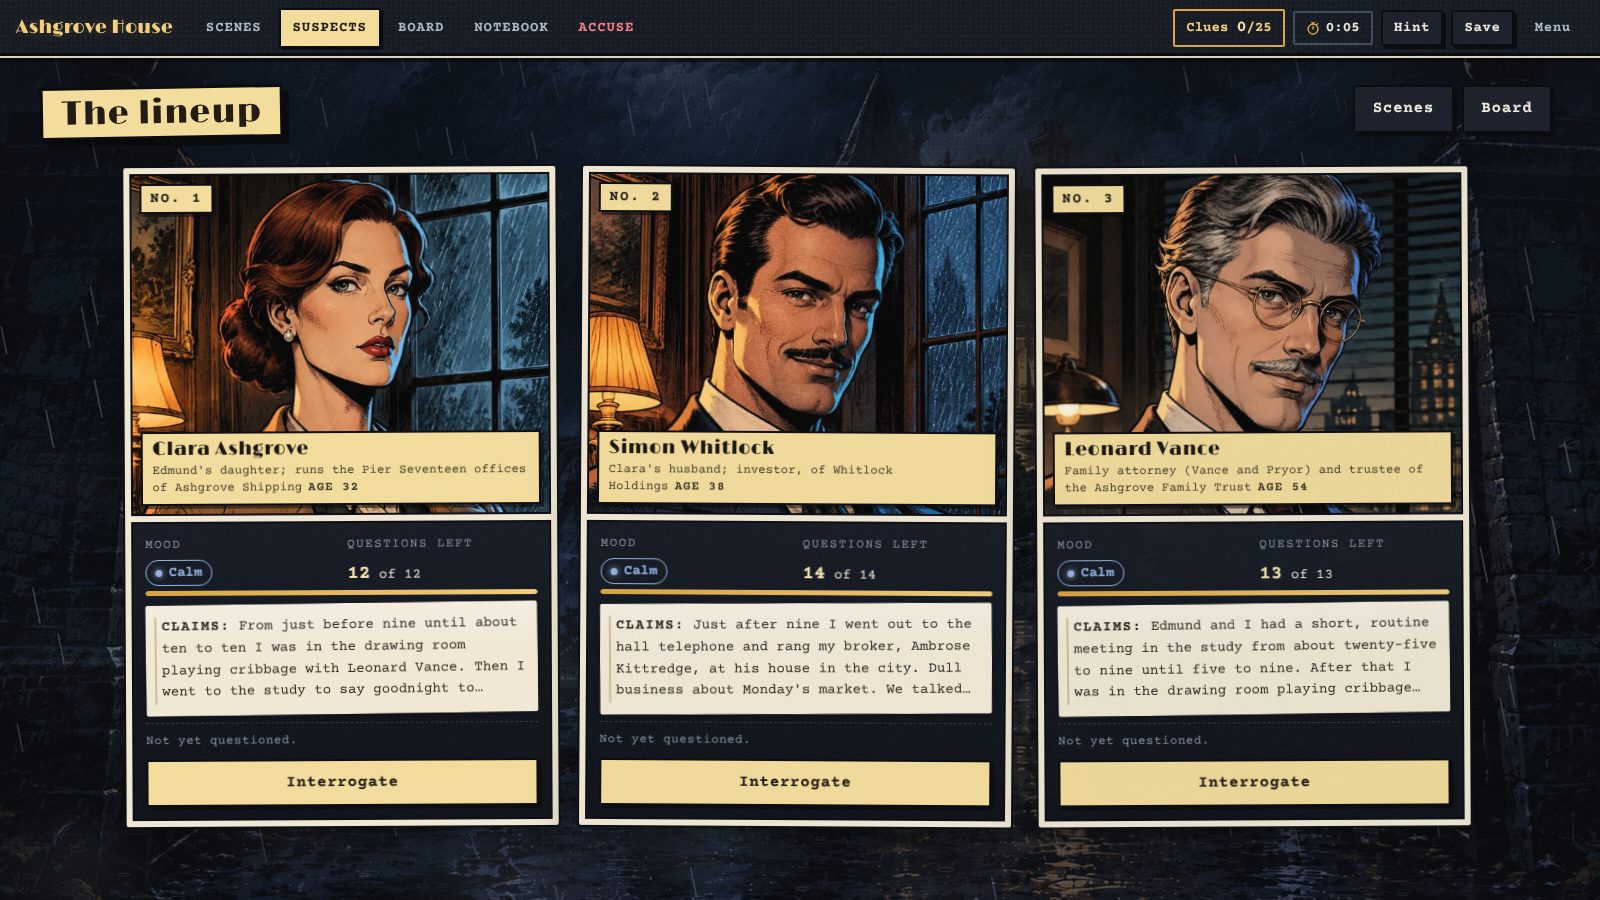 Ashgrove House
SCENES
SUSPECTS
BOARD
NOTEBOOK
ACCUSE
Clues 0/25
0:05
Hint
Save
Menu
The lineup
Scenes
Board
NO. 1
Clara Ashgrove
Edmund's daughter; runs the Pier Seventeen offices
of Ashgrove Shipping AGE 32
MOOD
QUESTIONS LEFT
Calm
12 of 12
CLAIMS: From just before nine until about
ten to ten I was in the drawing room
playing cribbage with Leonard Vance. Then I
went to the study to say goodnight to…
Not yet questioned.
Interrogate
NO. 2
Simon Whitlock
Clara's husband; investor, of Whitlock
Holdings AGE 38
MOOD
QUESTIONS LEFT
Calm
14 of 14
CLAIMS: Just after nine I went out to the
hall telephone and rang my broker, Ambrose
Kittredge, at his house in the city. Dull
business about Monday's market. We talked…
Not yet questioned.
Interrogate
NO. 3
Leonard Vance
Family attorney (Vance and Pryor) and trustee of
the Ashgrove Family Trust AGE 54
MOOD
QUESTIONS LEFT
Calm
13 of 13
CLAIMS: Edmund and I had a short, routine
meeting in the study from about twenty-five
to nine until five to nine. After that I
was in the drawing room playing cribbage…
Not yet questioned.
Interrogate